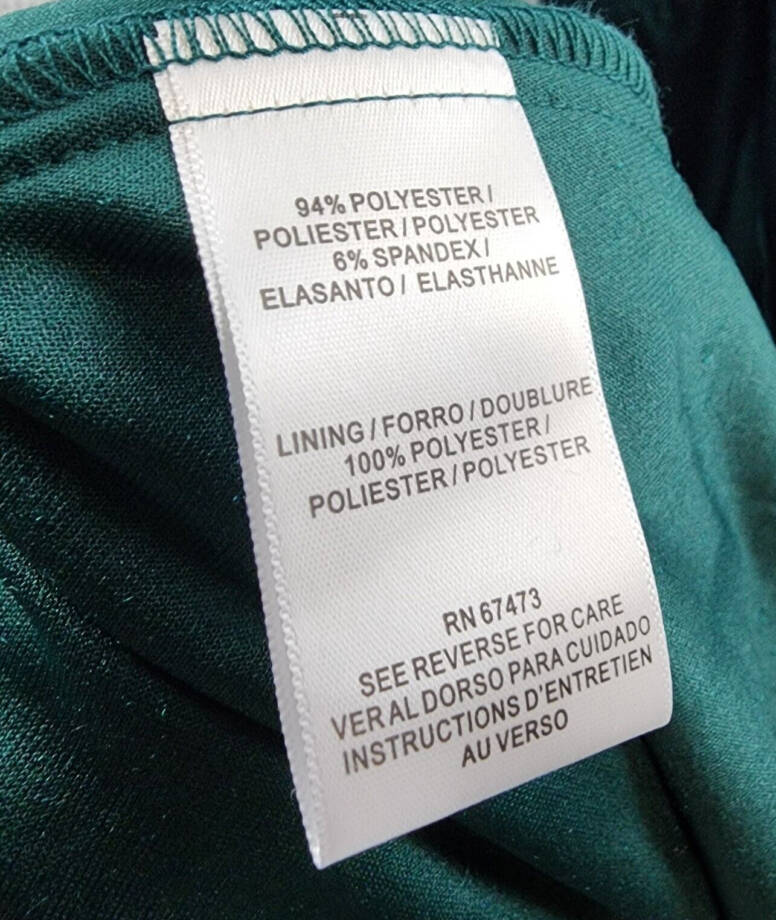 94% POLYESTER/
POLIESTER/POLYESTER
6% SPANDEX/
ELASANTO/ ELASTHANNE
LINING/FORRO/DOUBLURE
100% POLYESTER/
POLIESTER/POLYESTER
RN 67473
SEE REVERSE FOR CARE
VER AL DORSO PARA CUIDADO
INSTRUCTIONS D'ENTRETIEN
AU VERSO